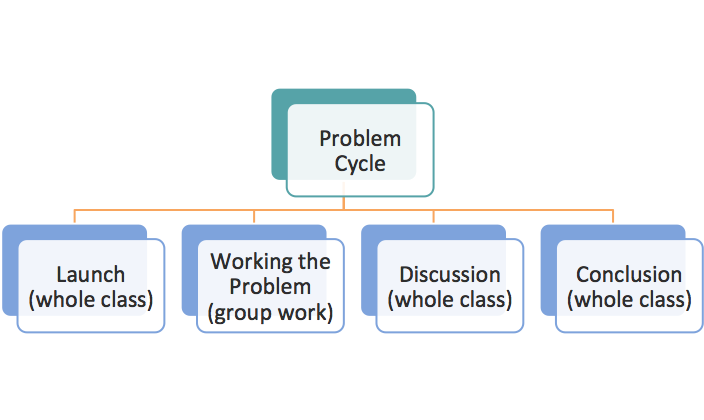 Problem
Cycle
Launch
(whole class)
Working the
Problem
(group work)
Discussion
(whole class)
Conclusion
(whole class)